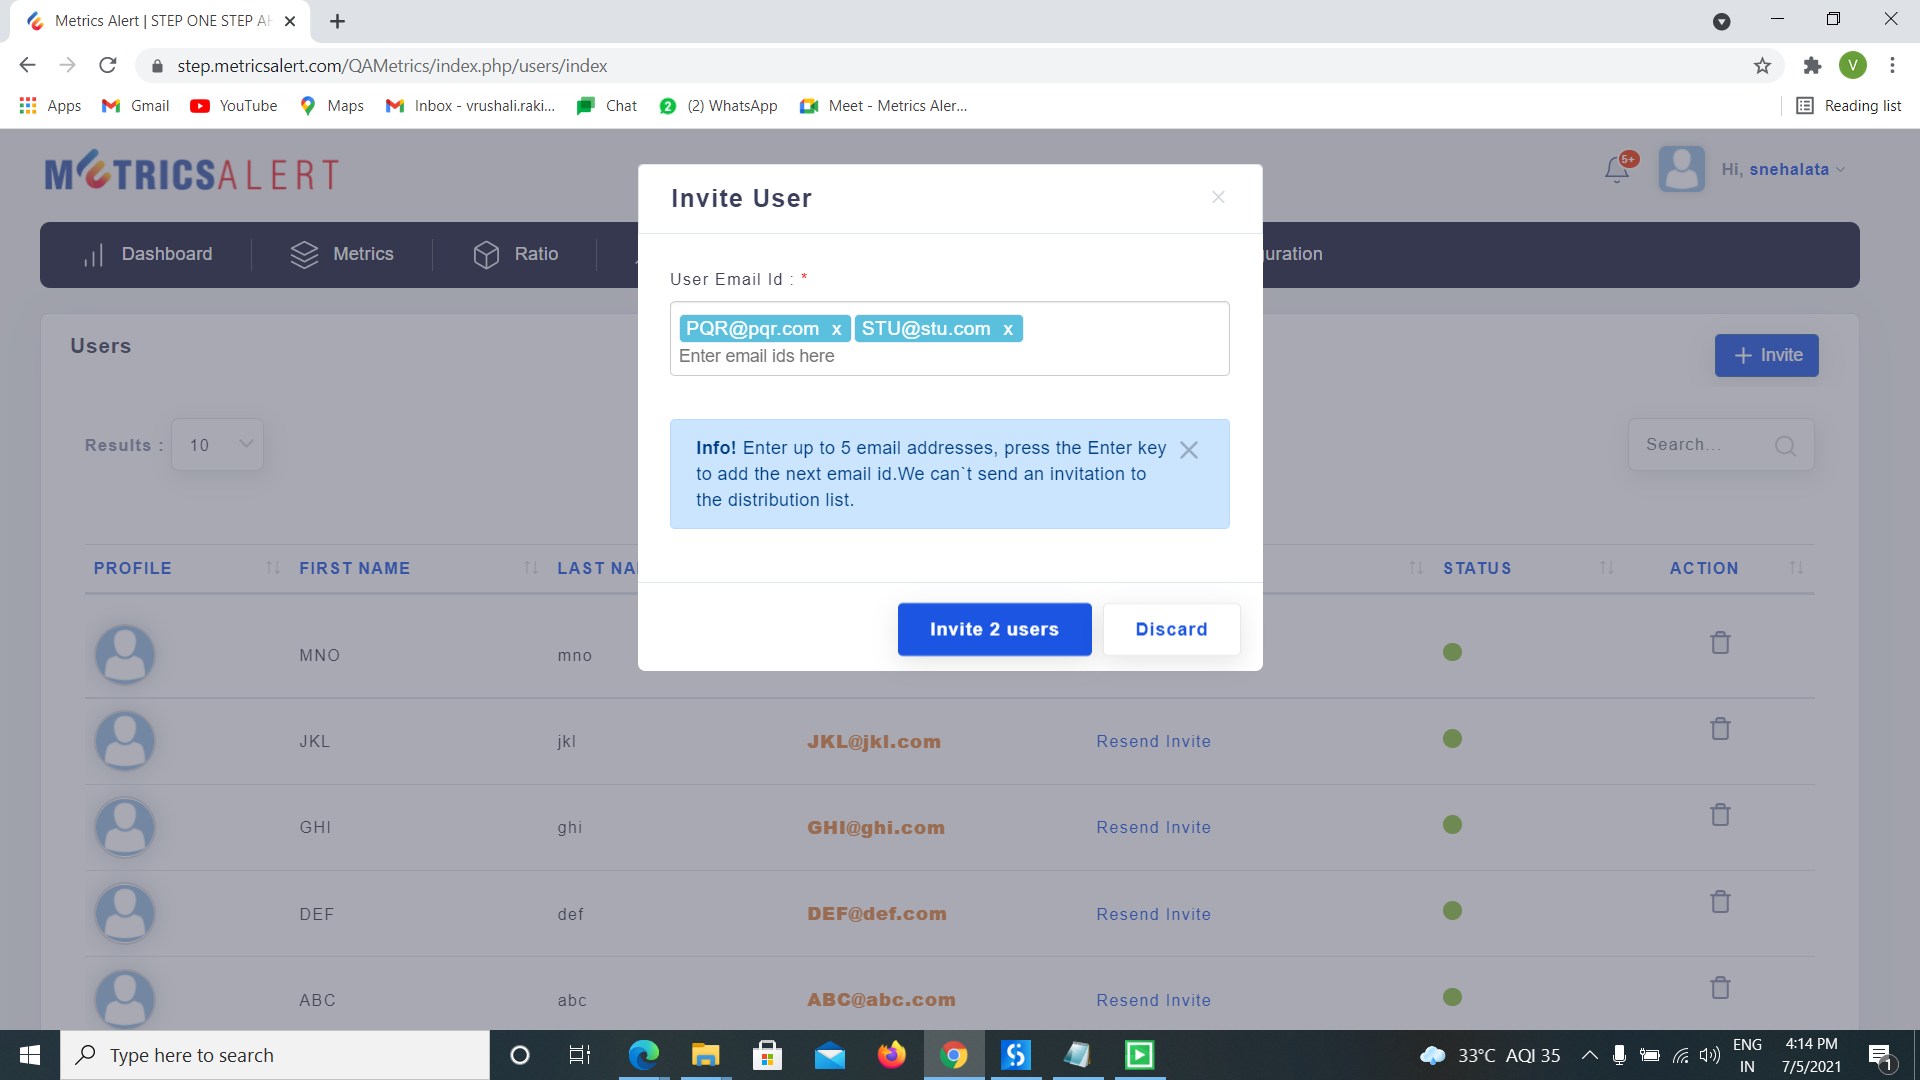 Metrics Alert | STEP ONE STEP AH
step.metricsalert.com/QAMetrics/index.php/users/index
V
Apps
Gmail
YouTube
Maps
Inbox - vrushali.raki...
Chat
2
(2) WhatsApp
Meet - Metrics Aler...
Reading list
METRICSALERT
5+
Hi, snehalata
Dashboard
Metrics
Ratio
guration
Invite User
User Email Id : *
PQR@pqr.com x STU@stu.com x
Enter email ids here
Info! Enter up to 5 email addresses, press the Enter key
to add the next email id.We can`t send an invitation to
the distribution list.
Invite 2 users
Discard
Users
+ Invite
Results :
10
Search...
PROFILE FIRST NAME LAST NA STATUS ACTION
MNO mno
JKL jkl JKL@jkl.com Resend Invite
GHI ghi GHI@ghi.com Resend Invite
DEF def DEF@def.com Resend Invite
ABC abc ABC@abc.com Resend Invite
Type here to search
33°C AQI 35
ENG
IN
4:14 PM
7/5/2021
1